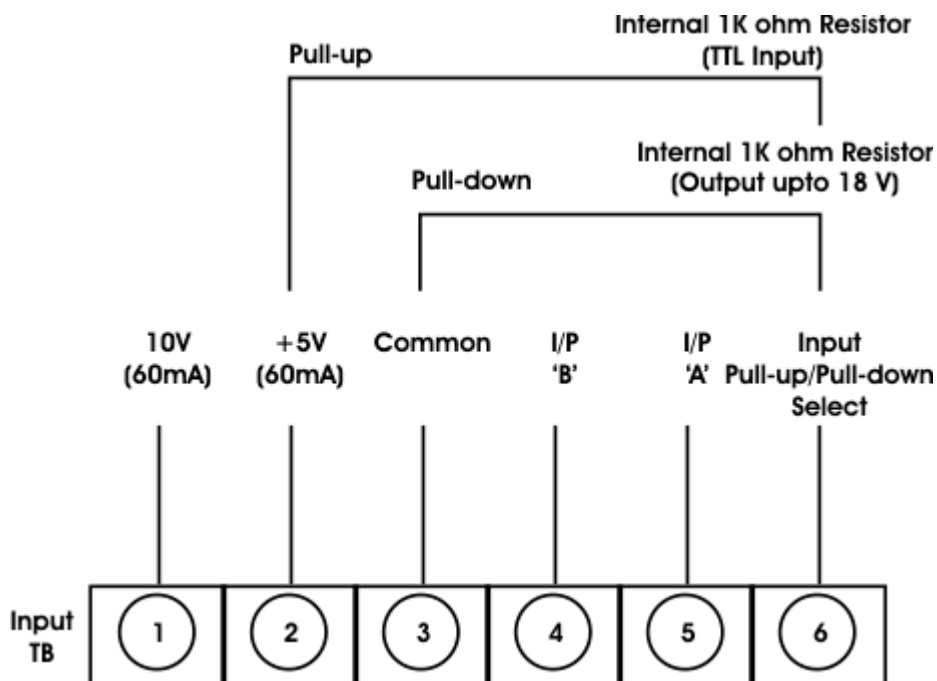 Internal 1K ohm Resistor
(TTL Input)
Pull-up
Internal 1K ohm Resistor
(Output upto 18 V)
Pull-down
10V
(60mA)
+5V
(60mA)
Common
I/P
‘B’
I/P
‘A’
Input
Pull-up/Pull-down
Select
Input
TB
1
2
3
4
5
6